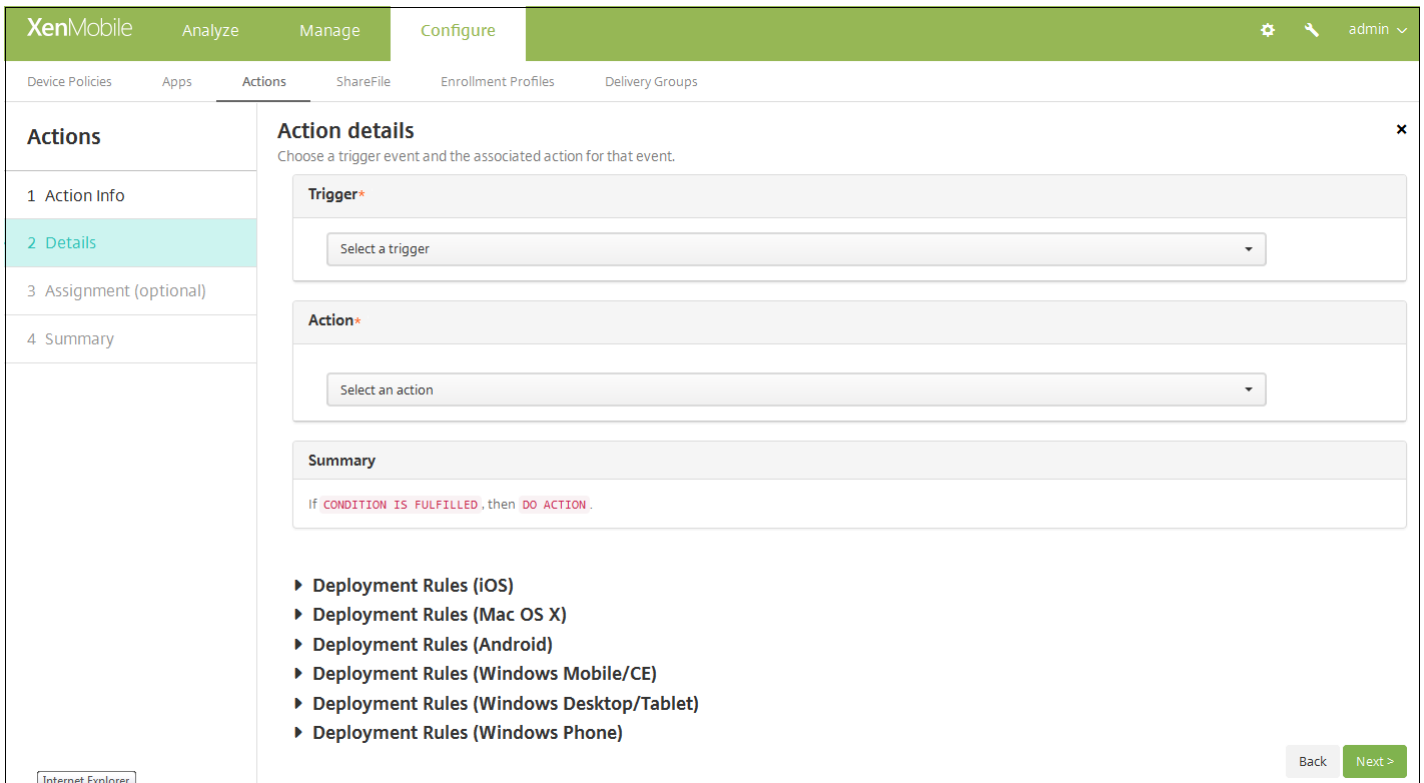 XenMobile Analyze Manage Configure admin
Device Policies Apps Actions ShareFile Enrollment Profiles Delivery Groups
Actions
1 Action Info
2 Details
3 Assignment (optional)
4 Summary
Action details
Choose a trigger event and the associated action for that event.
Trigger*
Select a trigger
Action*
Select an action
Summary
If CONDITION IS FULFILLED, then DO ACTION.
Deployment Rules (iOS)
Deployment Rules (Mac OS X)
Deployment Rules (Android)
Deployment Rules (Windows Mobile/CE)
Deployment Rules (Windows Desktop/Tablet)
Deployment Rules (Windows Phone)
Back Next >
Internet Explorer